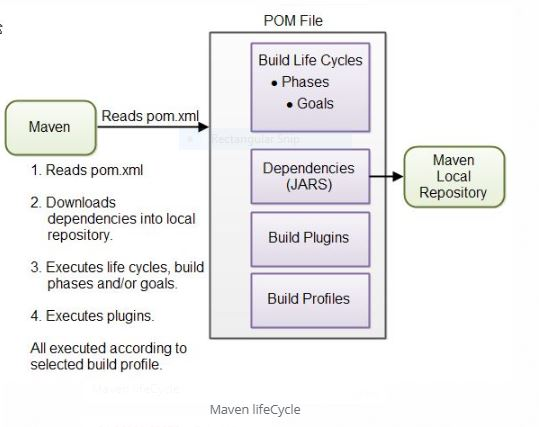 POM File
Build Life Cycles
• Phases
• Goals
Maven
Reads pom.xml
Rectangular Snip
1. Reads pom.xml
2. Downloads
dependencies into local
repository.
3. Executes life cycles, build
phases and/or goals.
4. Executes plugins.
All executed according to
selected build profile.
Dependencies
(JARS)
Maven
Local
Repository
Build Plugins
Build Profiles
Maven lifeCycle
Maven lifeCycle